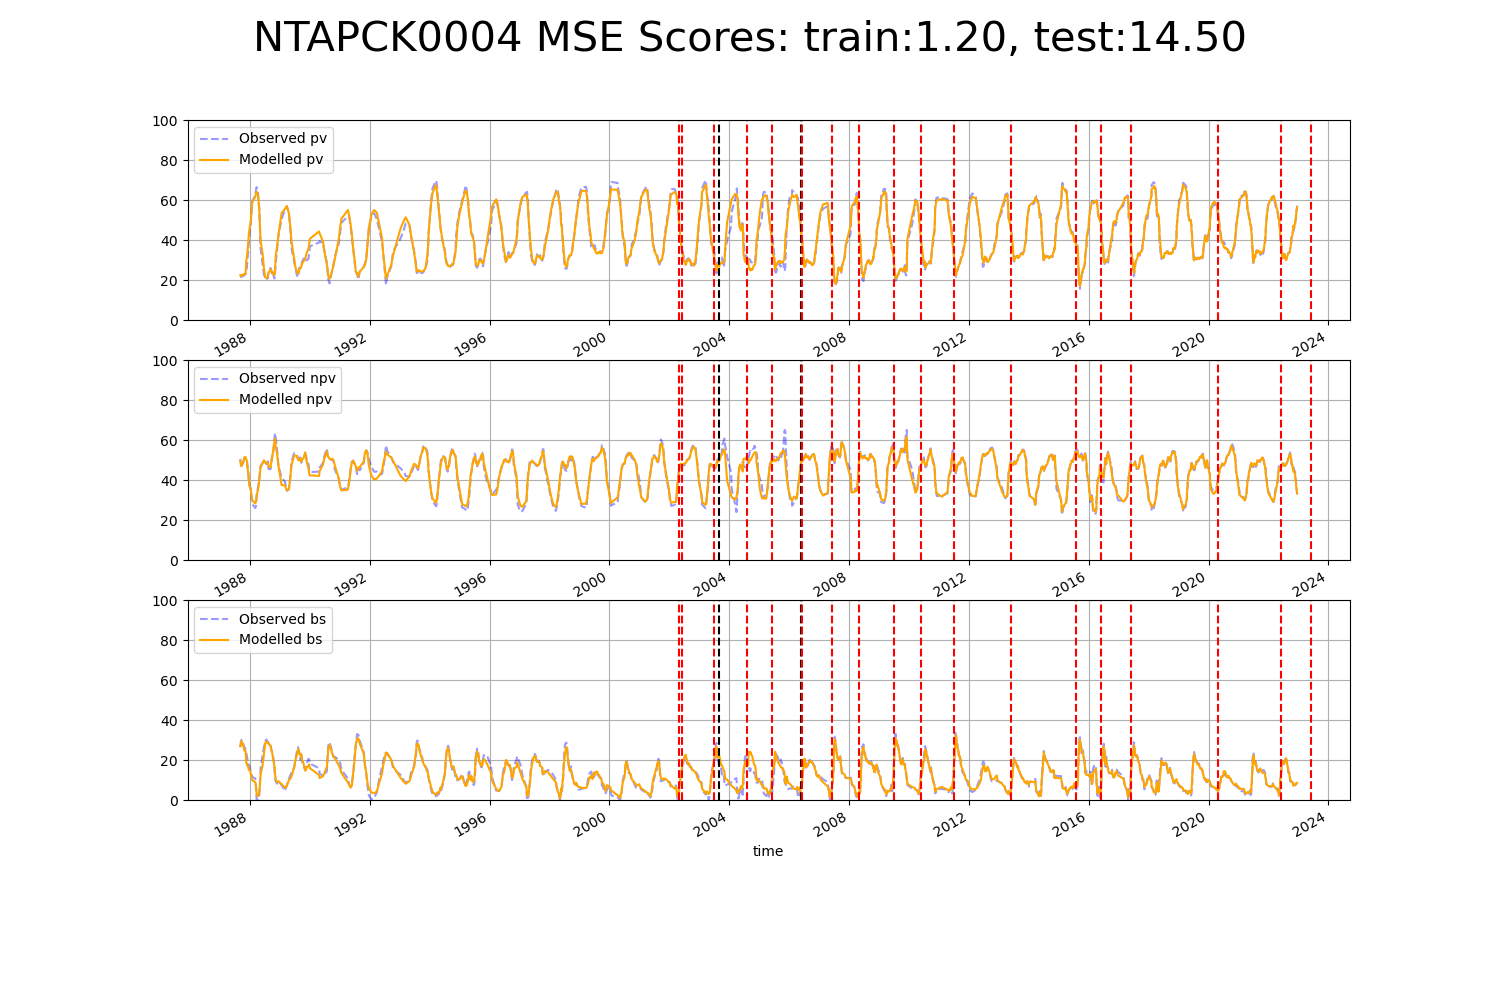 NTAPCK0004 MSE Scores: train:1.20, test:14.50
100
80
60
40
20
0
Observed pv
Modelled pv
1988 1992 1996 2000 2004 2008 2012 2016 2020 2024
100
80
60
40
20
0
Observed npv
Modelled npv
1988 1992 1996 2000 2004 2008 2012 2016 2020 2024
100
80
60
40
20
0
Observed bs
Modelled bs
1988 1992 1996 2000 2004 2008 2012 2016 2020 2024
time